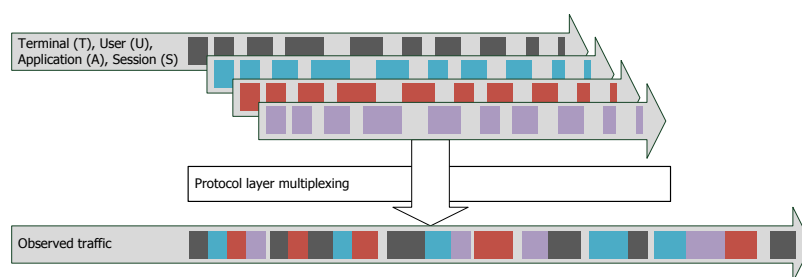 Terminal (T), User (U),
Application (A), Session (S)
Protocol layer multiplexing
Observed traffic